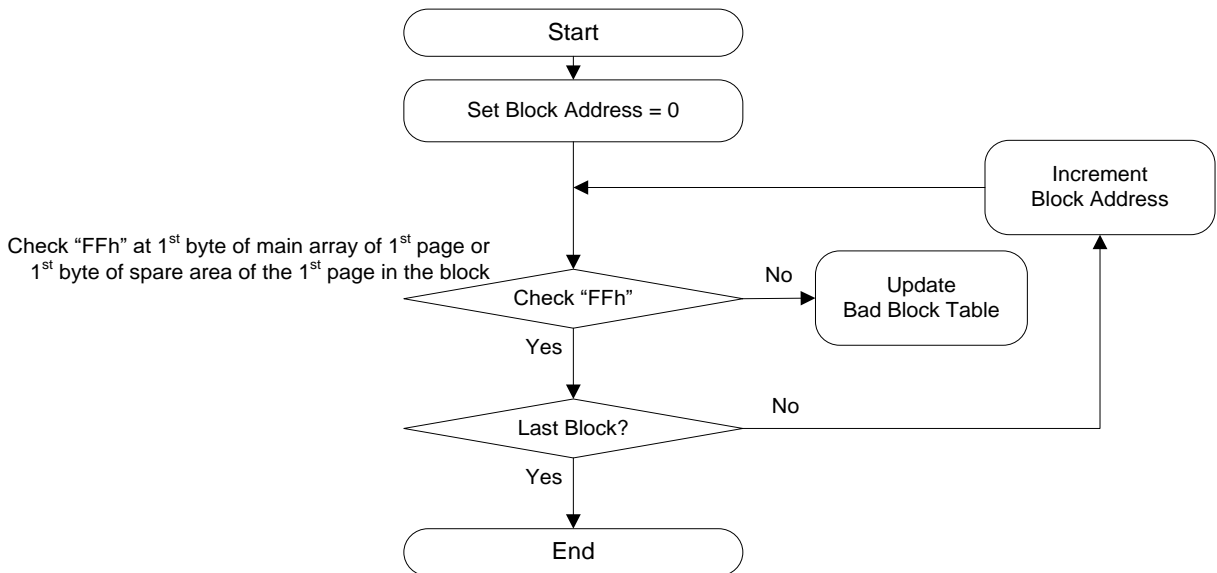 Start
Set Block Address = 0
Increment
Block Address
Check “FFh” at 1st byte of main array of 1st page or
1st byte of spare area of the 1st page in the block
Check “FFh”
No
Update
Bad Block Table
Yes
Last Block?
No
Yes
End